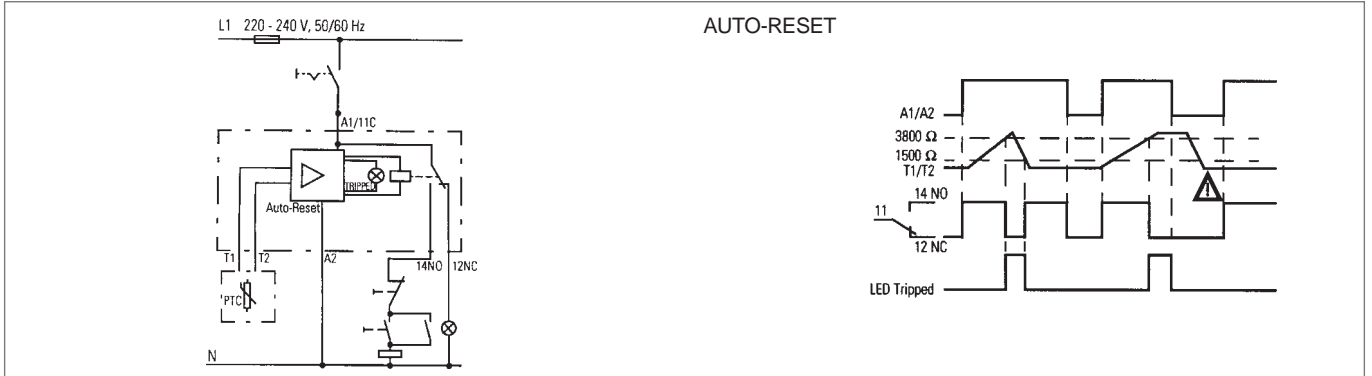 L1 220 - 240 V, 50/60 Hz
AUTO-RESET
A1/11C
TRIPPED
Auto-Reset
T1 T2 A2 14NO 12NC
PTC
N
A1/A2
3800 Ω
1500 Ω
T1/T2
14 NO
11
12 NC
LED Tripped